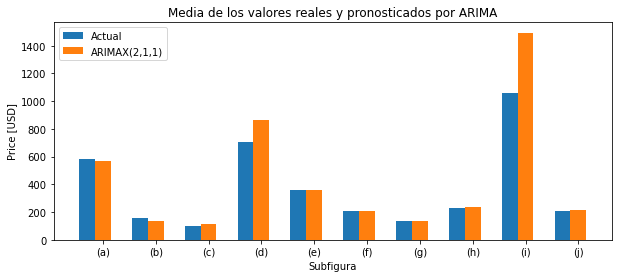 Media de los valores reales y pronosticados por ARIMA
Actual
ARIMAX(2,1,1)
Price [USD]
1400
1200
1000
800
600
400
200
0
(a) (b) (c) (d) (e) (f) (g) (h) (i) (j)
Subfigura